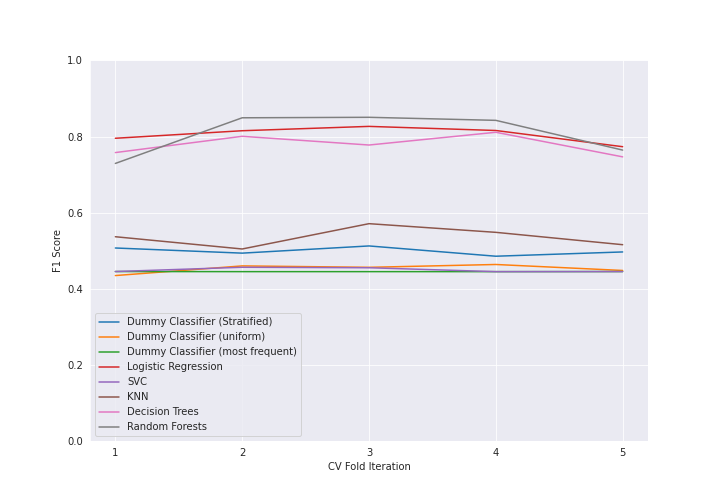 1.0
0.8
0.6
0.4
0.2
0.0
F1 Score
Dummy Classifier (Stratified)
Dummy Classifier (uniform)
Dummy Classifier (most frequent)
Logistic Regression
SVC
KNN
Decision Trees
Random Forests
1 2 3 4 5
CV Fold Iteration